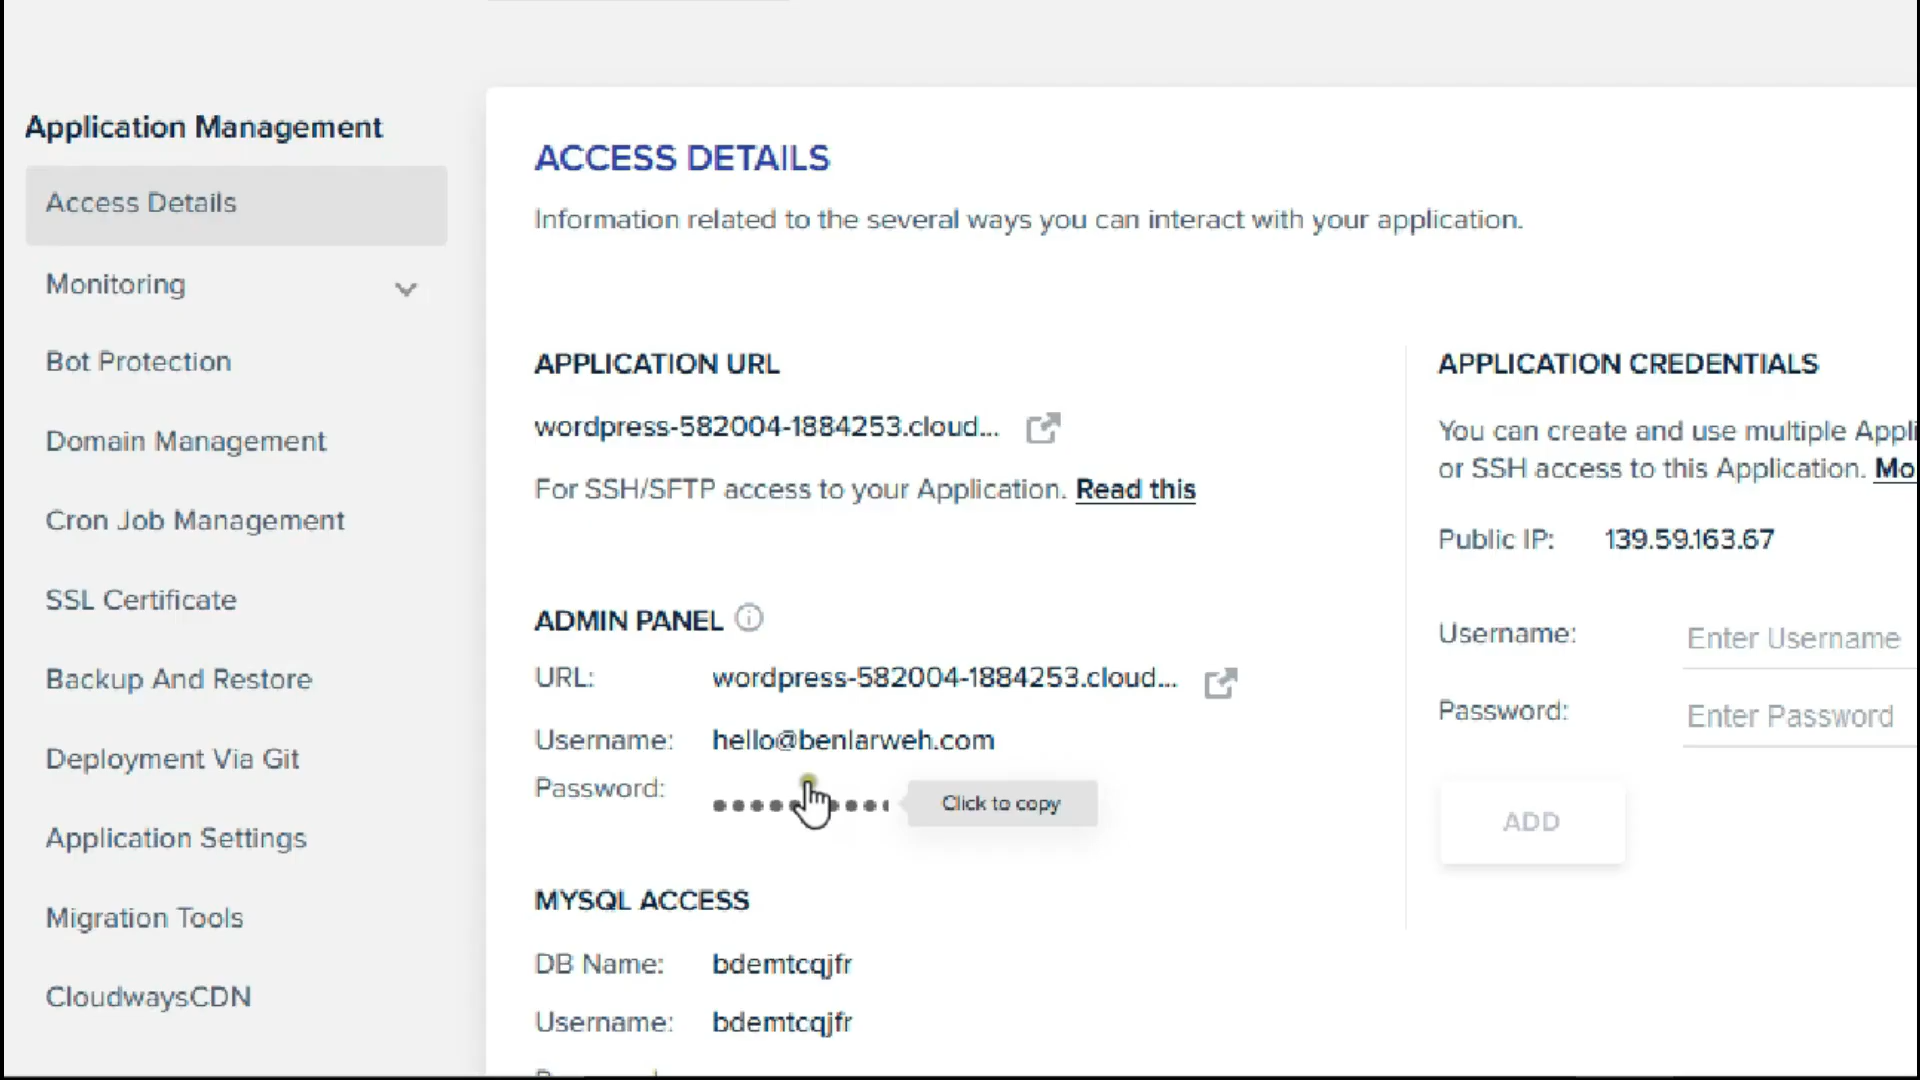 Application Management
Access Details
Monitoring
Bot Protection
Domain Management
Cron Job Management
SSL Certificate
Backup And Restore
Deployment Via Git
Application Settings
Migration Tools
CloudwaysCDN
ACCESS DETAILS
Information related to the several ways you can interact with your application.
APPLICATION URL
wordpress-582004-1884253.cloud...
For SSH/SFTP access to your Application. Read this
ADMIN PANEL
URL: wordpress-582004-1884253.cloud...
Username: hello@benlarweh.com
Password:
Click to copy
MYSQL ACCESS
DB Name: bdemtcqjfr
Username: bdemtcqjfr
APPLICATION CREDENTIALS
You can create and use multiple Appli
or SSH access to this Application. Mo
Public IP: 139.59.163.67
Username: Enter Username
Password: Enter Password
ADD